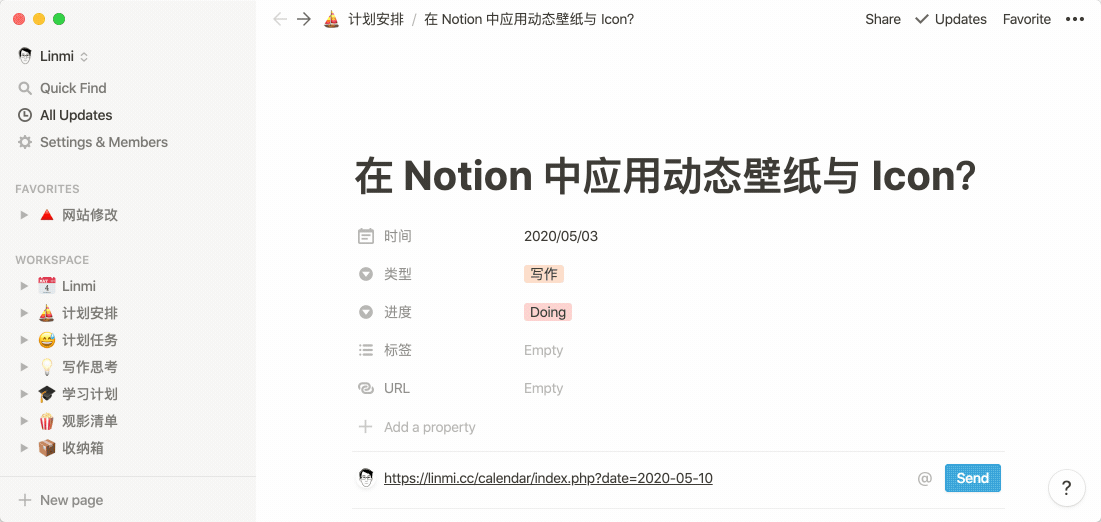 计划安排 / 在 Notion 中应用动态壁纸与 Icon?
Share Updates Favorite
Linmi
Quick Find
All Updates
Settings & Members
FAVORITES
网站修改
WORKSPACE
Linmi
计划安排
计划任务
写作思考
学习计划
观影清单
收纳箱
New page
在 Notion 中应用动态壁纸与 Icon?
时间 2020/05/03
类型 写作
进度 Doing
标签 Empty
URL Empty
Add a property
https://linmi.cc/calendar/index.php?date=2020-05-10 @ Send
?